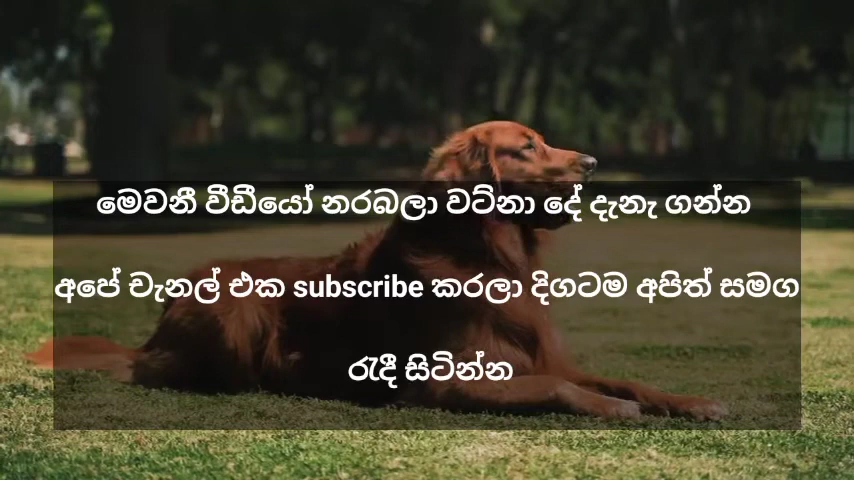 මෙවනී වීඩීයෝ නරබලා වටිනා දේ දැනැ ගන්න
අපේ චැනල් එක subscribe කරලා දිගටම අපිත් සමග
රැදී සිටින්න